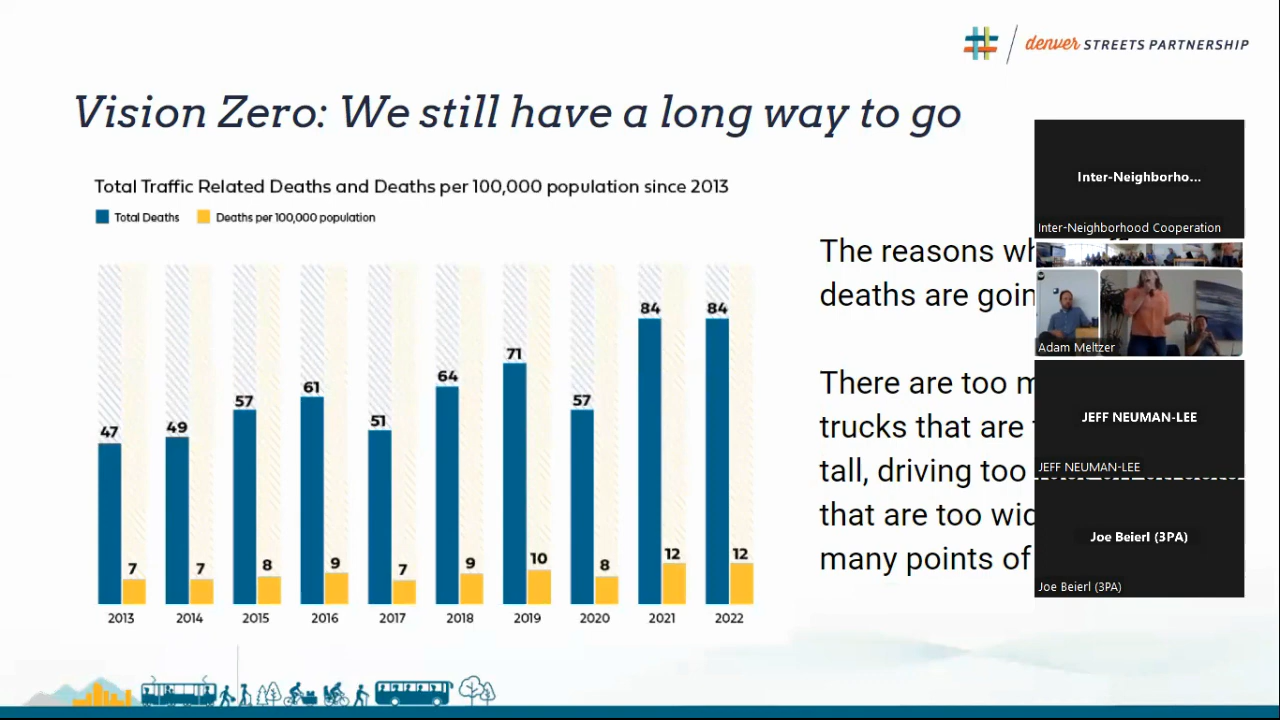 denver STREETS PARTNERSHIP
Vision Zero: We still have a long way to go
Total Traffic Related Deaths and Deaths per 100,000 population since 2013
Total Deaths
Deaths per 100,000 population
47
7
49
7
57
8
61
9
51
7
64
9
71
10
57
8
84
12
84
12
2013
2014
2015
2016
2017
2018
2019
2020
2021
2022
The reasons
deaths are
There are too
trucks that are
tall, driving too
that are too
many points of
Inter-Neighborho...
Inter-Neighborhood Cooperation
Adam Meltzer
JEFF NEUMAN-LEE
JEFF NEUMAN-LEE
Joe Beierl (3PA)
Joe Beierl (3PA)